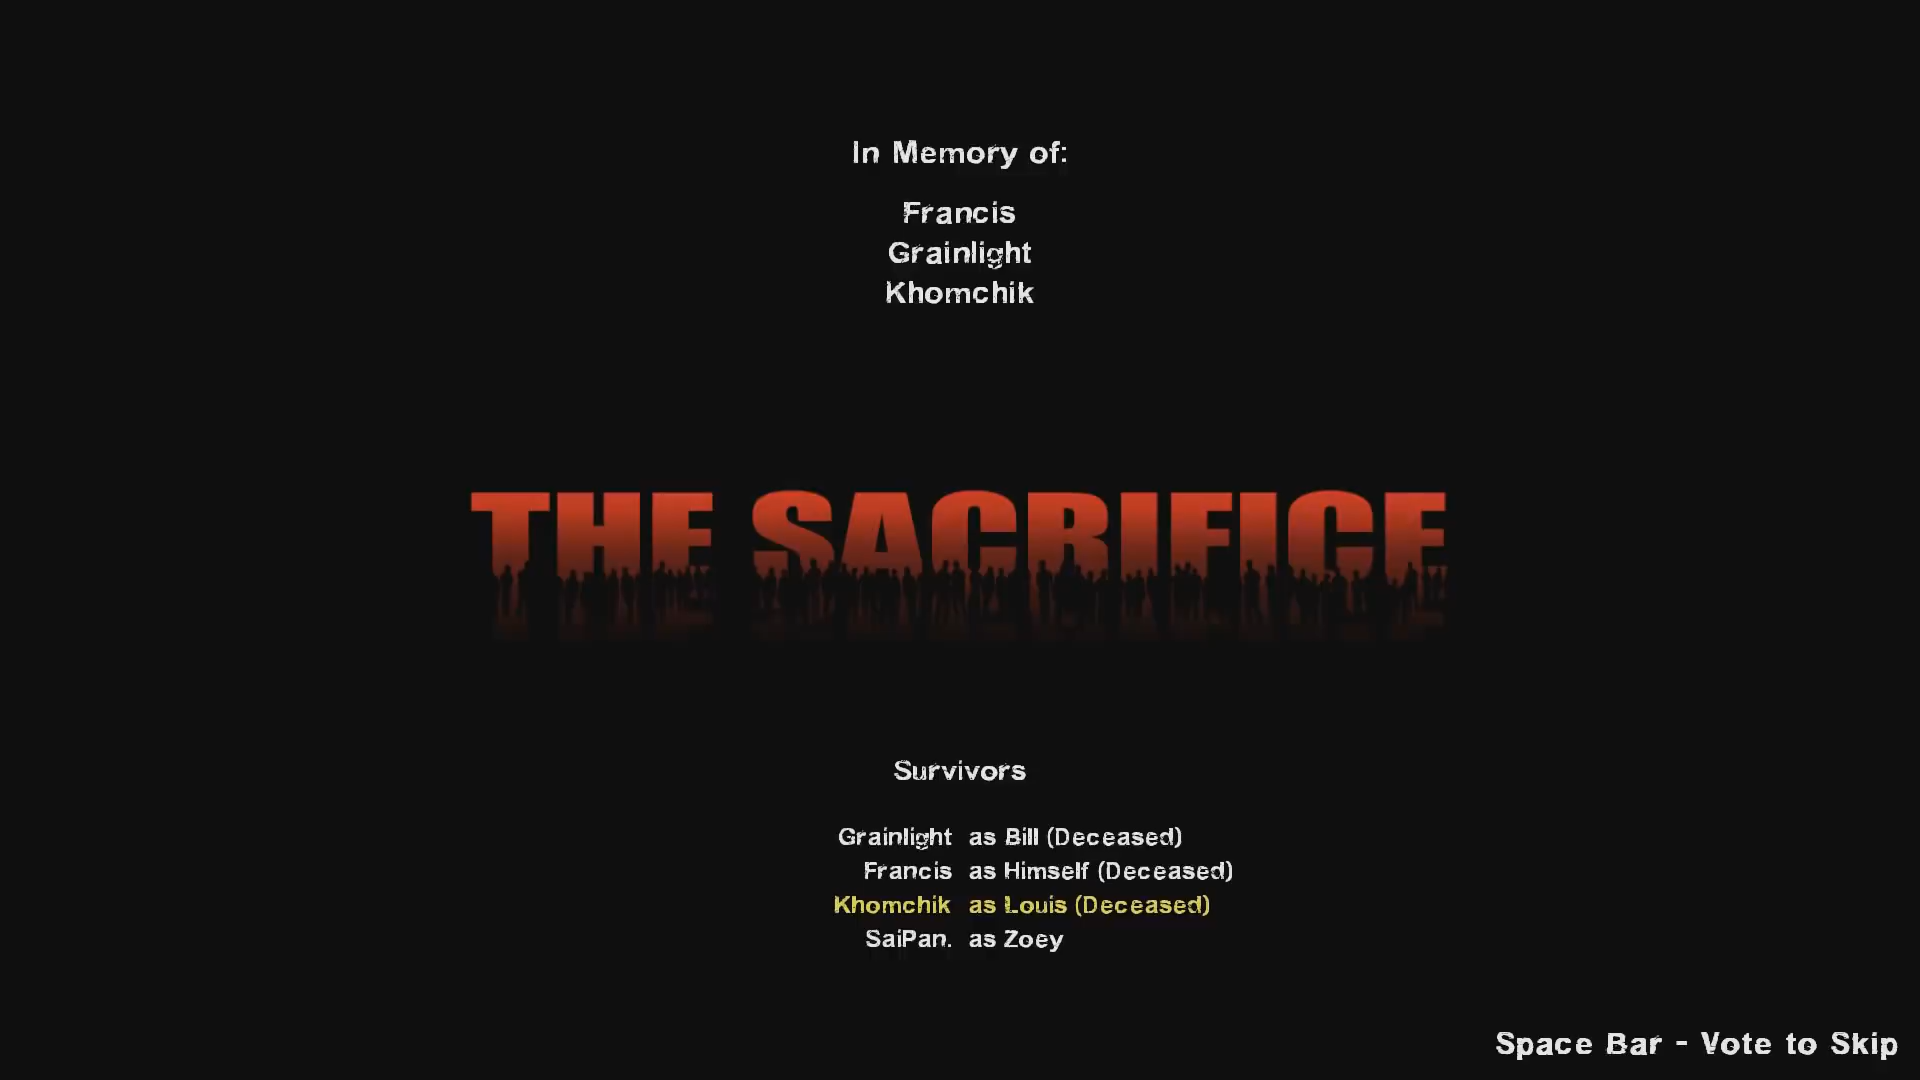 In Memory of:
Francis
Grainlight
Khomchik
THE SACRIFICE
Survivors
Grainlight as Bill (Deceased)
Francis as Himself (Deceased)
Khomchik as Louis (Deceased)
SaiPan. as Zoey
Space Bar - Vote to Skip